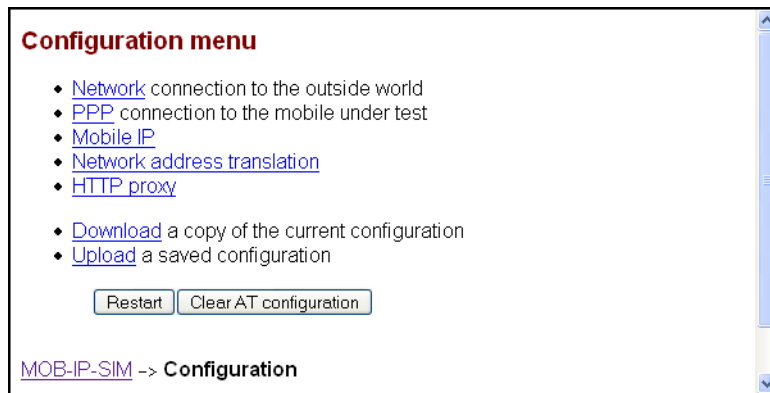 Configuration menu
Network connection to the outside world
PPP connection to the mobile under test
Mobile IP
Network address translation
HTTP proxy
Download a copy of the current configuration
Upload a saved configuration
Restart Clear AT configuration
MOB-IP-SIM -> Configuration